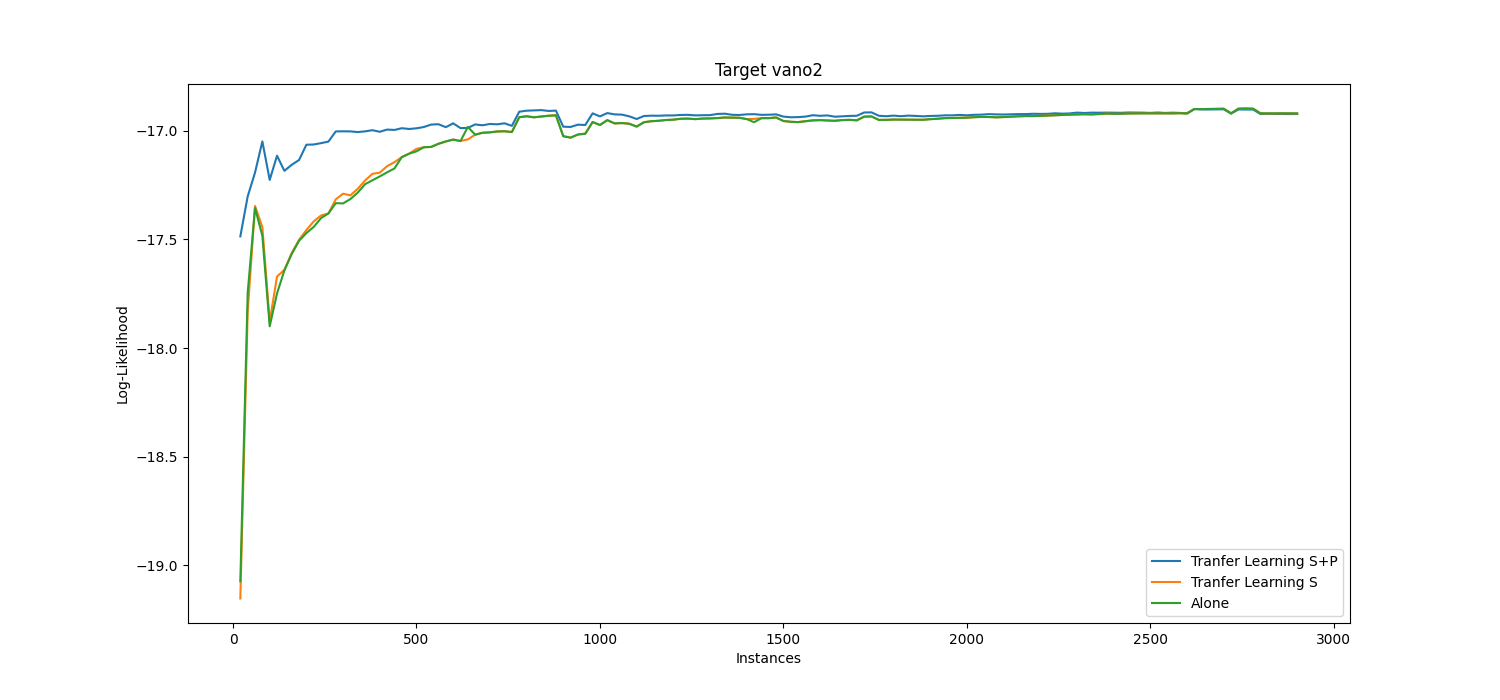 Target vano2
−17.0
−17.5
−18.0
−18.5
−19.0
Log-Likelihood
0
500
1000
1500
2000
2500
3000
Instances
Tranfer Learning S+P
Tranfer Learning S
Alone